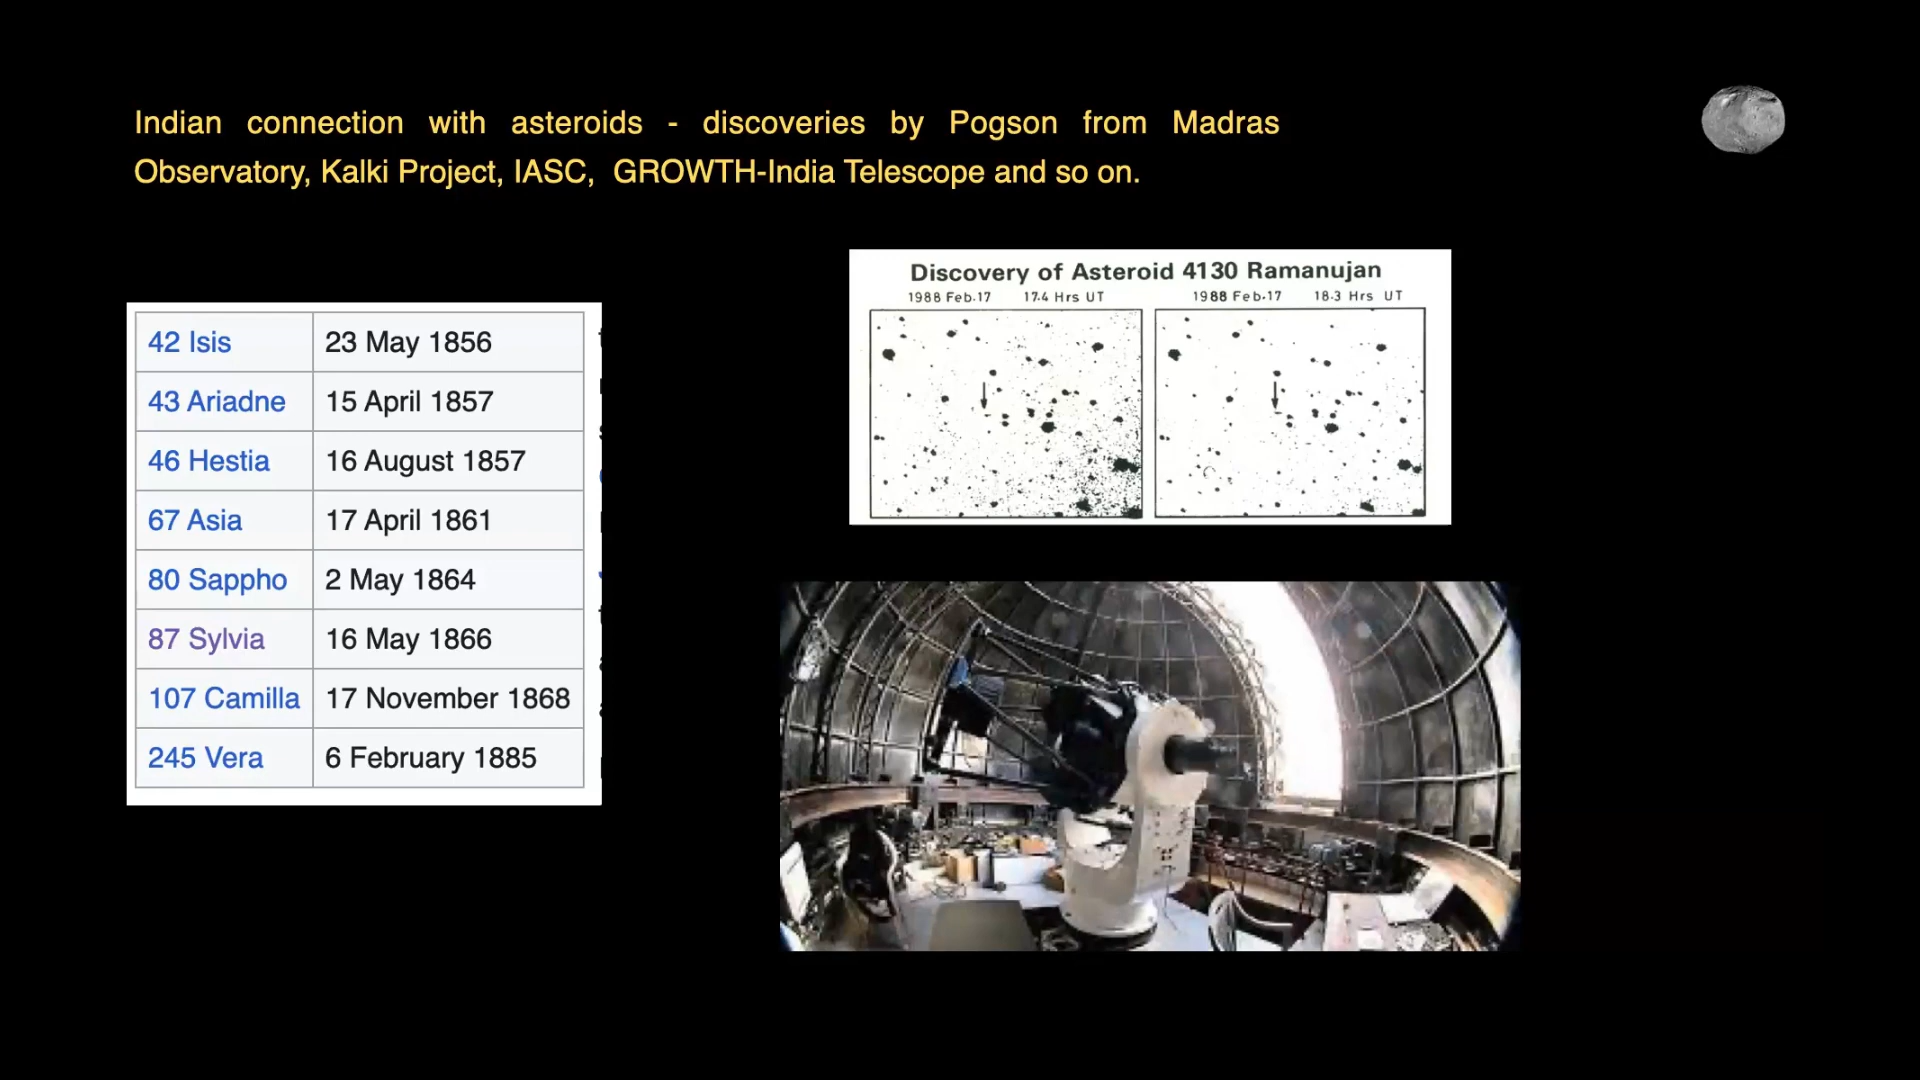 Indian connection with asteroids - discoveries by Pogson from Madras
Observatory, Kalki Project, IASC, GROWTH-India Telescope and so on.
42 Isis 23 May 1856
43 Ariadne 15 April 1857
46 Hestia 16 August 1857
67 Asia 17 April 1861
80 Sappho 2 May 1864
87 Sylvia 16 May 1866
107 Camilla 17 November 1868
245 Vera 6 February 1885
Discovery of Asteroid 4130 Ramanujan
1988 Feb.17 17.4 Hrs UT 1988 Feb.17 18.3 Hrs UT